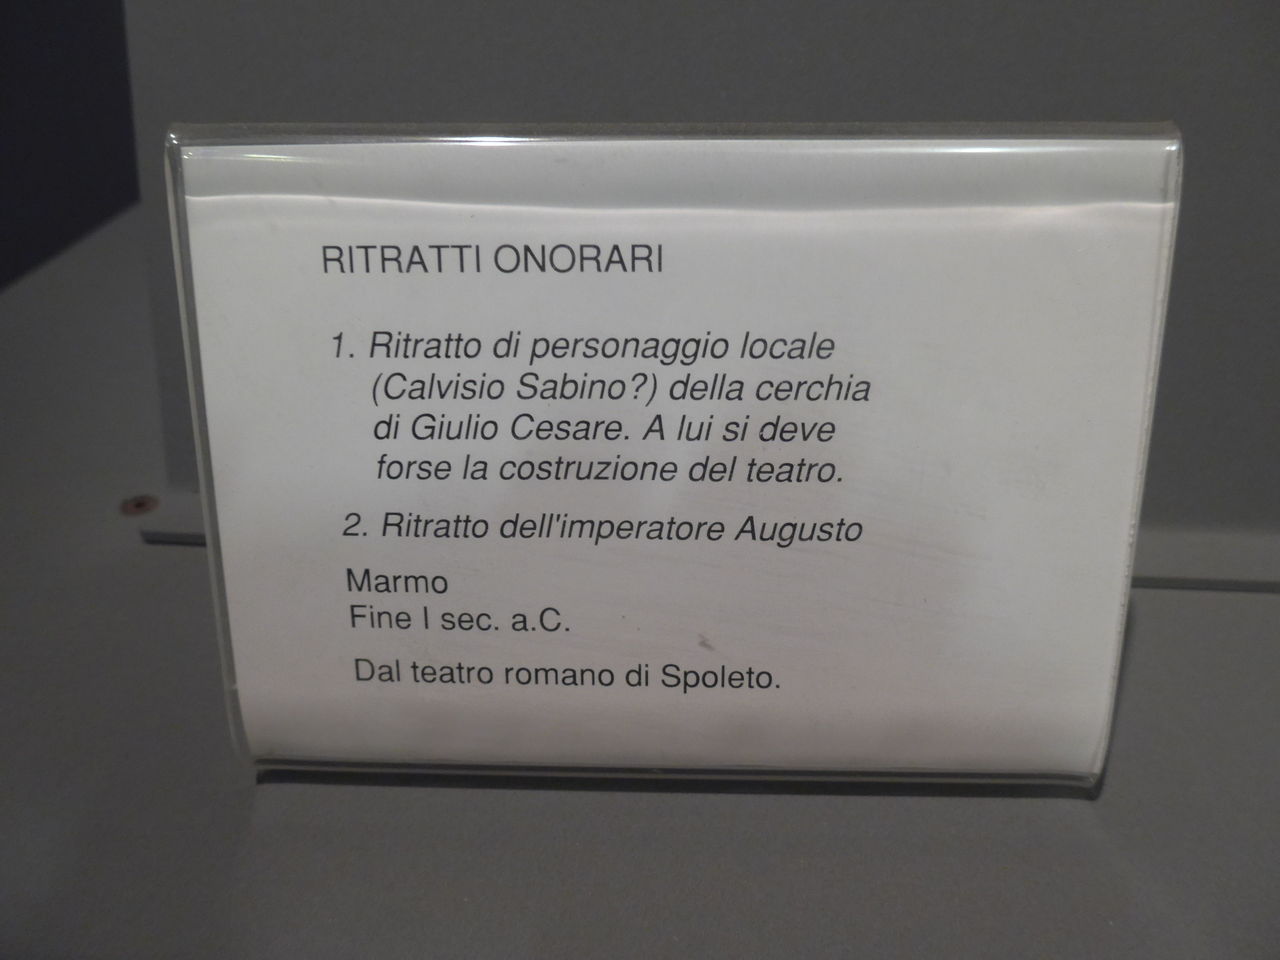 RITRATTI ONORARI
1. Ritratto di personaggio locale
(Calvisio Sabino?) della cerchia
di Giulio Cesare. A lui si deve
forse la costruzione del teatro.
2. Ritratto dell'imperatore Augusto
Marmo
Fine I sec. a.C.
Dal teatro romano di Spoleto.